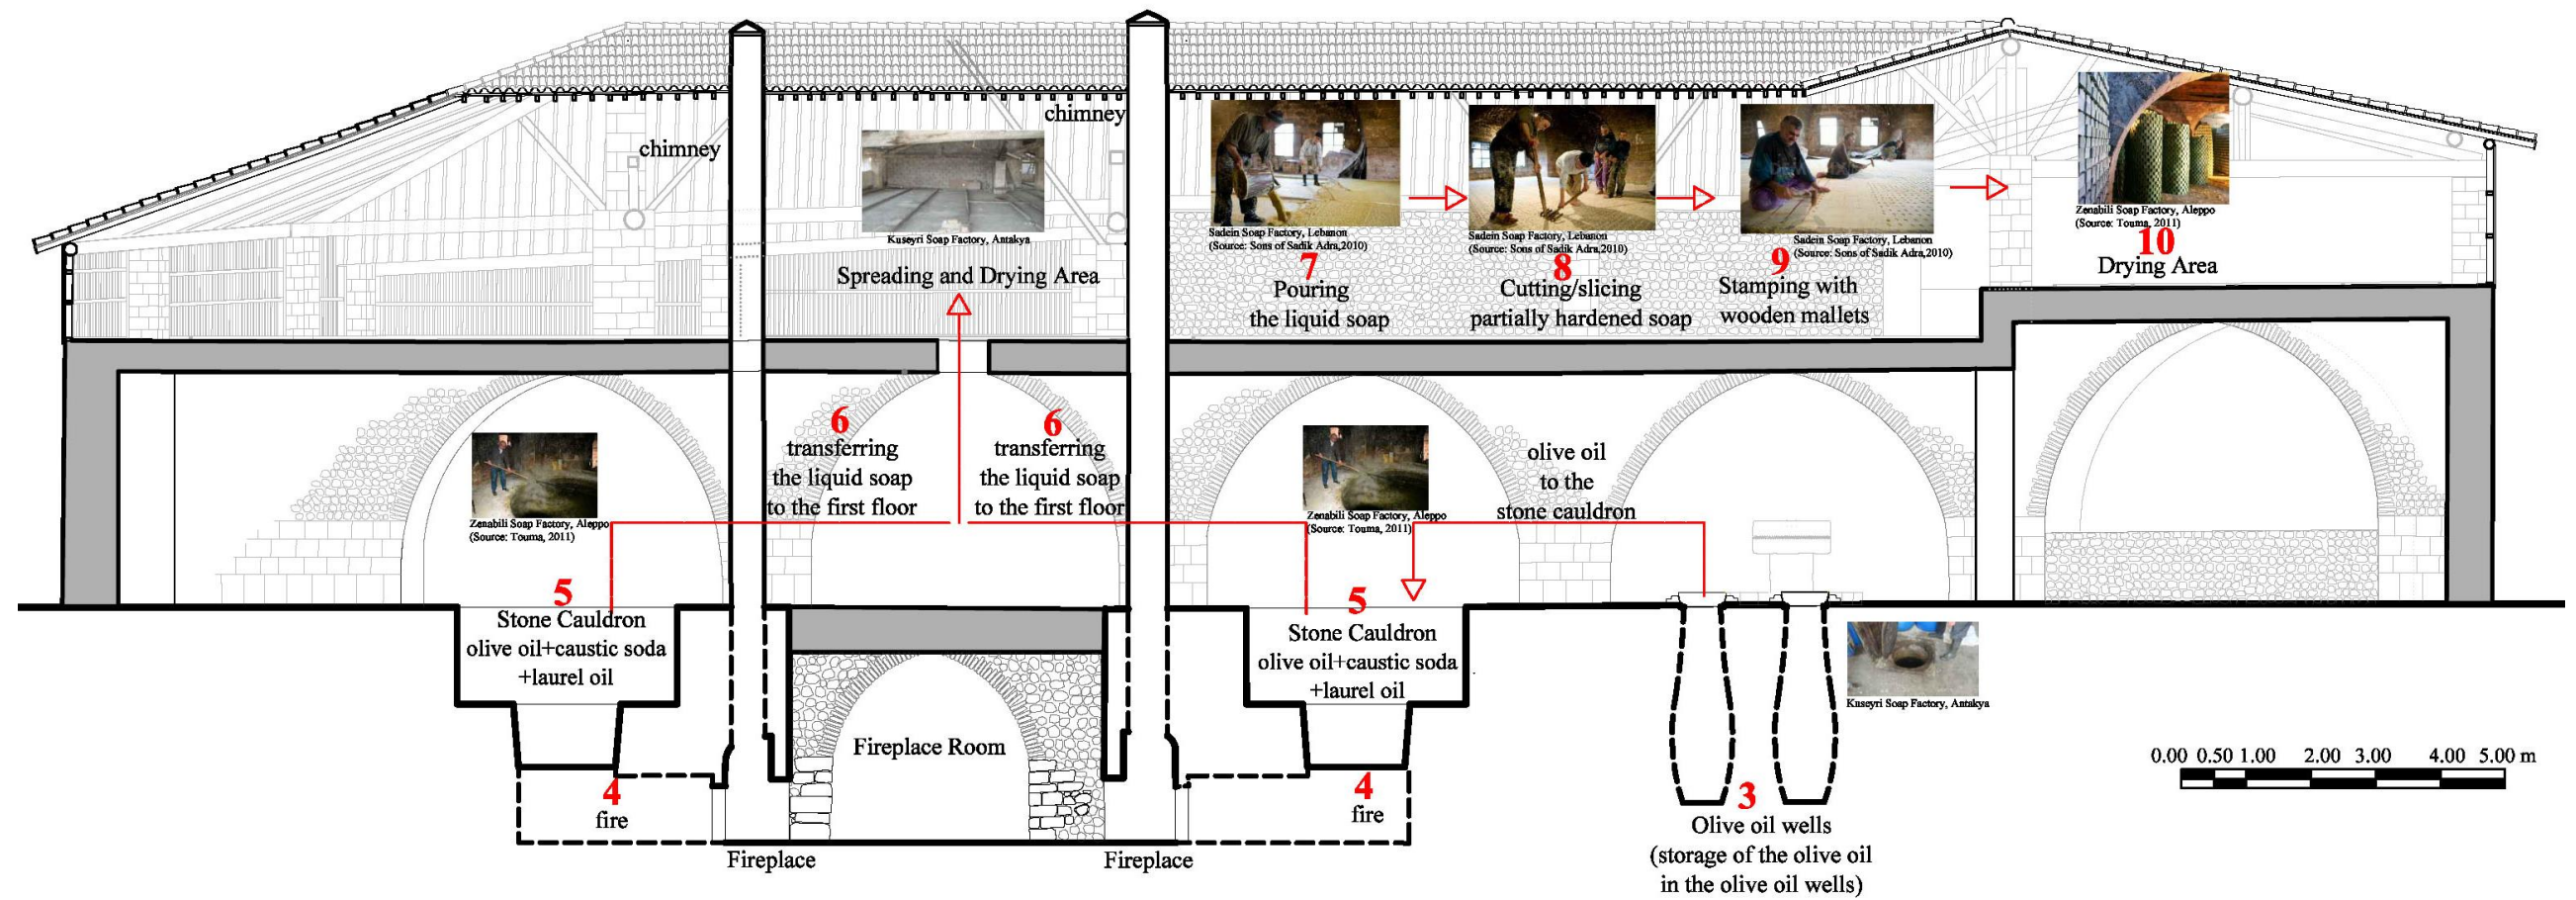 chimney
chimney
Kuseyri Soap Factory, Antakya
Spreading and Drying Area
Sadein Soap Factory, Lebanon
(Source: Sons of Sadik Adra,2010)
7
Pouring
the liquid soap
Sadein Soap Factory, Lebanon
(Source: Sons of Sadik Adra,2010)
8
Cutting/slicing
partially hardened soap
Sadein Soap Factory, Lebanon
(Source: Sons of Sadik Adra,2010)
9
Stamping with
wooden mallets
Zenabili Soap Factory, Aleppo
(Source: Touma, 2011)
10
Drying Area
Zenabili Soap Factory, Aleppo
(Source: Touma, 2011)
6
transferring
the liquid soap
to the first floor
6
transferring
the liquid soap
to the first floor
Zenabili Soap Factory, Aleppo
(Source: Touma, 2011)
olive oil
to the
stone cauldron
5
Stone Cauldron
olive oil+caustic soda
+laurel oil
5
Stone Cauldron
olive oil+caustic soda
+laurel oil
Kuseyri Soap Factory, Antakya
Fireplace Room
4
fire
4
fire
3
Olive oil wells
(storage of the olive oil
in the olive oil wells)
Fireplace
Fireplace
0.00 0.50 1.00 2.00 3.00 4.00 5.00 m